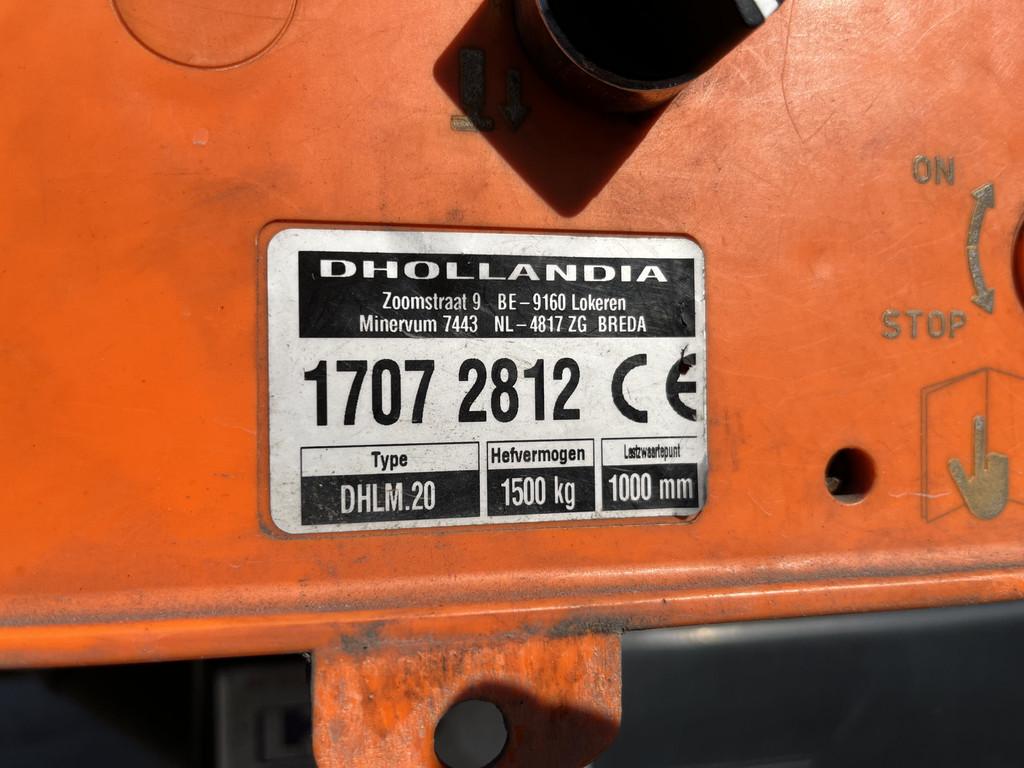 ON
STOP
DHOLLANDIA
Zoomstraat 9 BE-9160 Lokeren
Minervum 7443 NL-4817 ZG BREDA
1707 2812 CE
Type Hefvermogen Lastzwaartepunt
DHLM.20 1500 kg 1000 mm